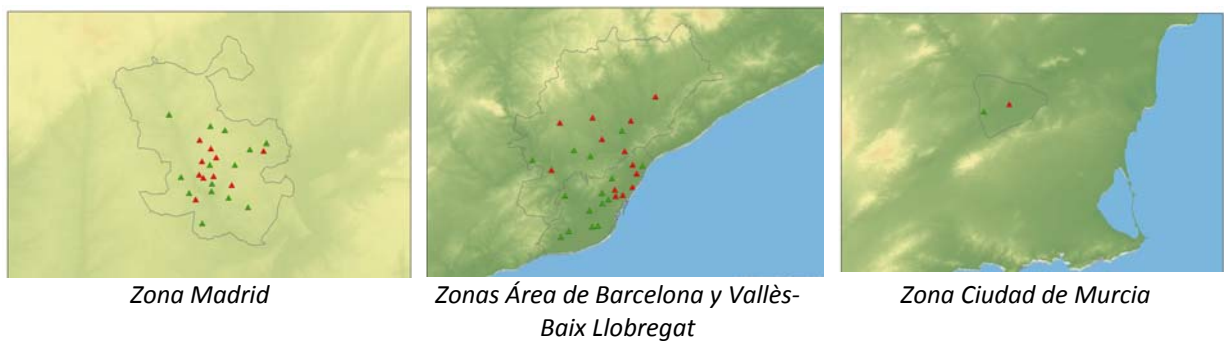 Zona Madrid
Zonas Área de Barcelona y Vallès-
Baix Llobregat
Zona Ciudad de Murcia